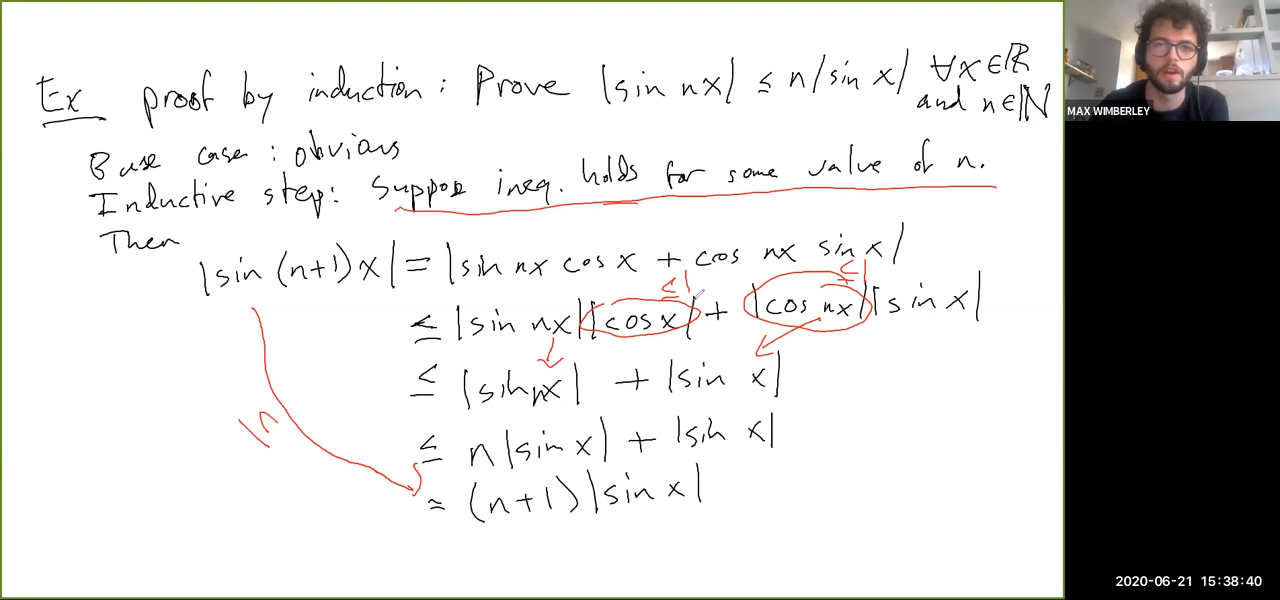 Ex proof by induction: Prove |sin nx| ≤ n|sin x| ∀x∈ℝ
and n∈ℕ
Base case: obvious
Inductive step: Suppose ineq. holds for some value of n.
Then
|sin (n+1)x| = |sin nx cos x + cos nx sin x|
≤1 ≤1
≤ |sin nx||cos x| + |cos nx||sin x|
≤ |sin nx| + |sin x|
≤ n|sin x| + |sin x|
≤
= (n+1)|sin x|
MAX WIMBERLEY
2020-06-21 15:38:40